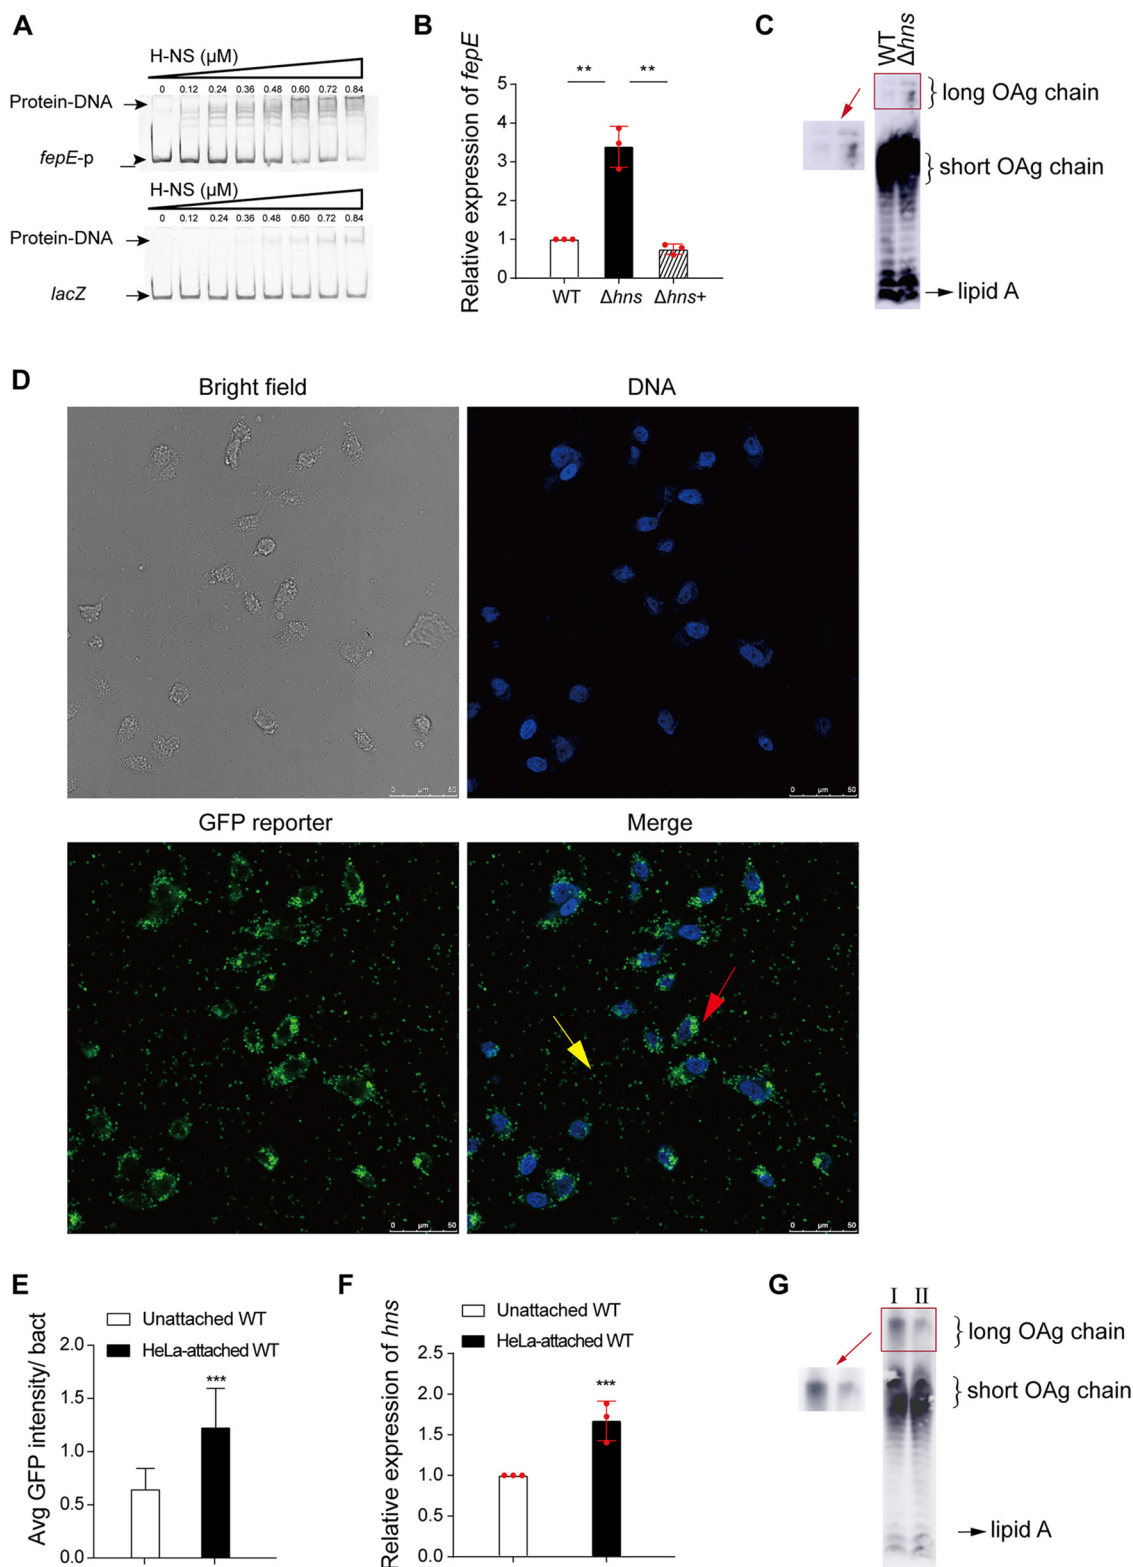 A
H-NS (μM)
0 0.12 0.24 0.36 0.48 0.60 0.72 0.84
Protein-DNA
fepE-p
H-NS (μM)
0 0.12 0.24 0.36 0.48 0.60 0.72 0.84
Protein-DNA
lacZ
B
Relative expression of fepE
** **
5
4
3
2
1
0
WT Δhns Δhns+
C
WT
Δhns
long OAg chain
short OAg chain
lipid A
D
Bright field
DNA
0 μm 50
0 μm 50
GFP reporter
Merge
0 μm 50
0 μm 50
E
Unattached WT
HeLa-attached WT
Avg GFP intensity/ bact
2.0
1.5
1.0
0.5
0.0
***
F
Unattached WT
HeLa-attached WT
Relative expression of hns
2.5
2.0
1.5
1.0
0.5
0.0
***
G
I II
long OAg chain
short OAg chain
lipid A